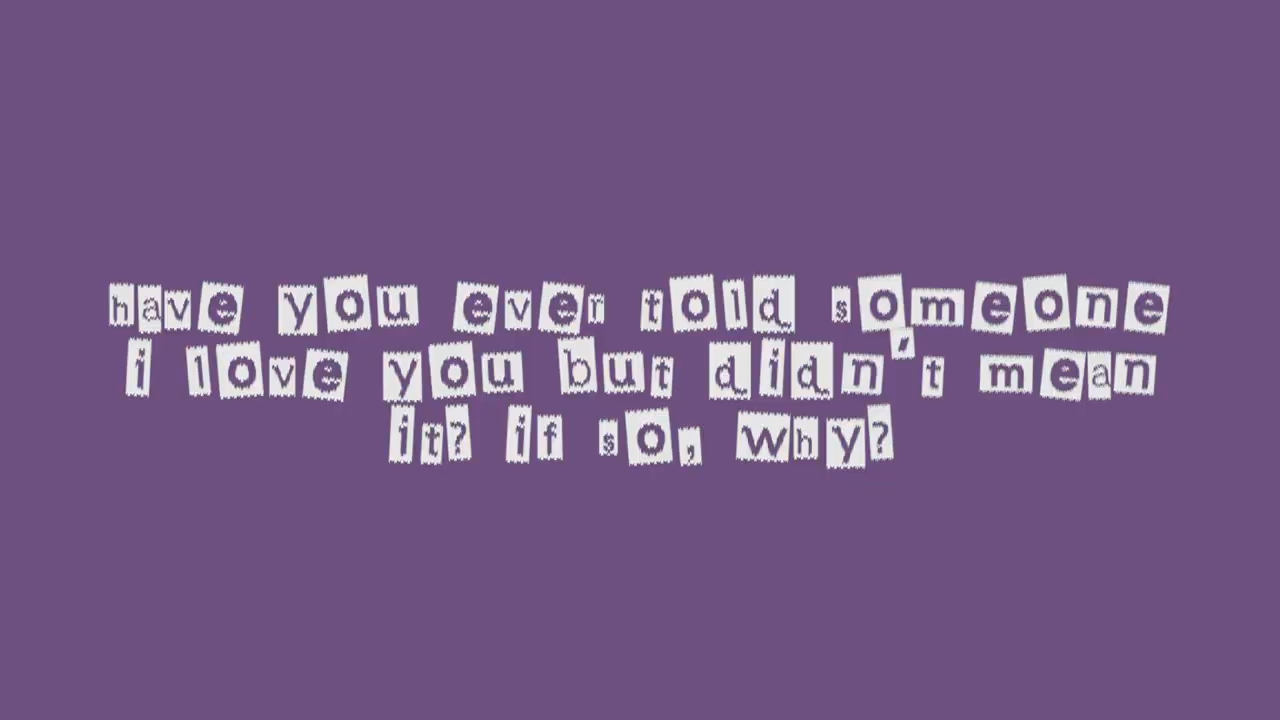 have you ever told someone
i love you but didn't mean
it? if so, why?